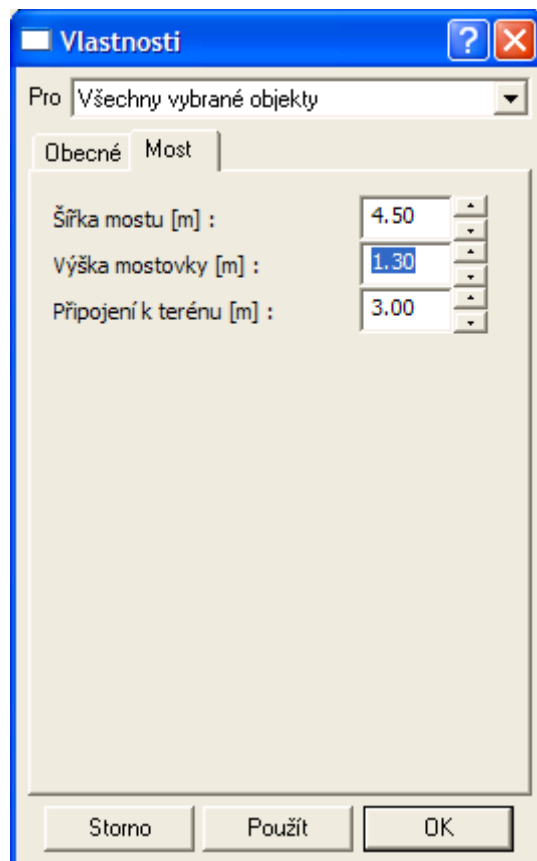 Vlastnosti
Pro Všechny vybrané objekty
Obecné Most
Šířka mostu [m] : 4.50
Výška mostovky [m] : 1.30
Připojení k terénu [m] : 3.00
Storno Použít OK